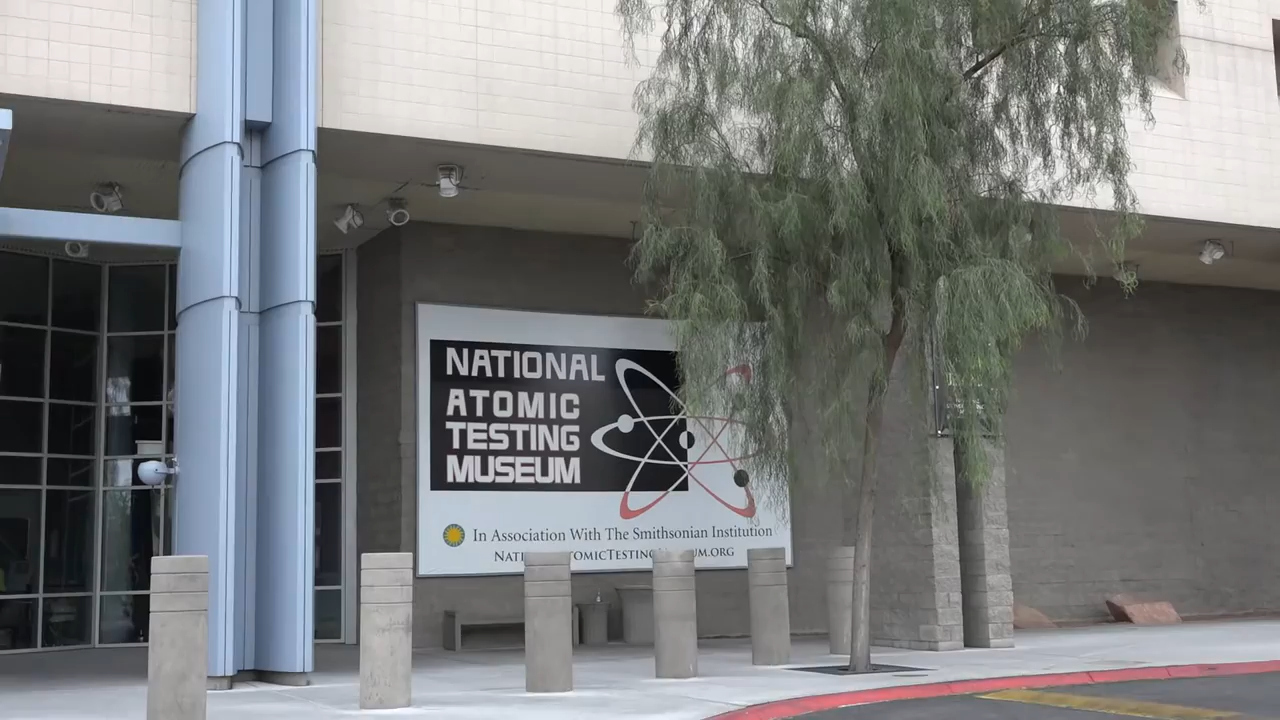 NATIONAL
ATOMIC
TESTING
MUSEUM
In Association With The Smithsonian Institution